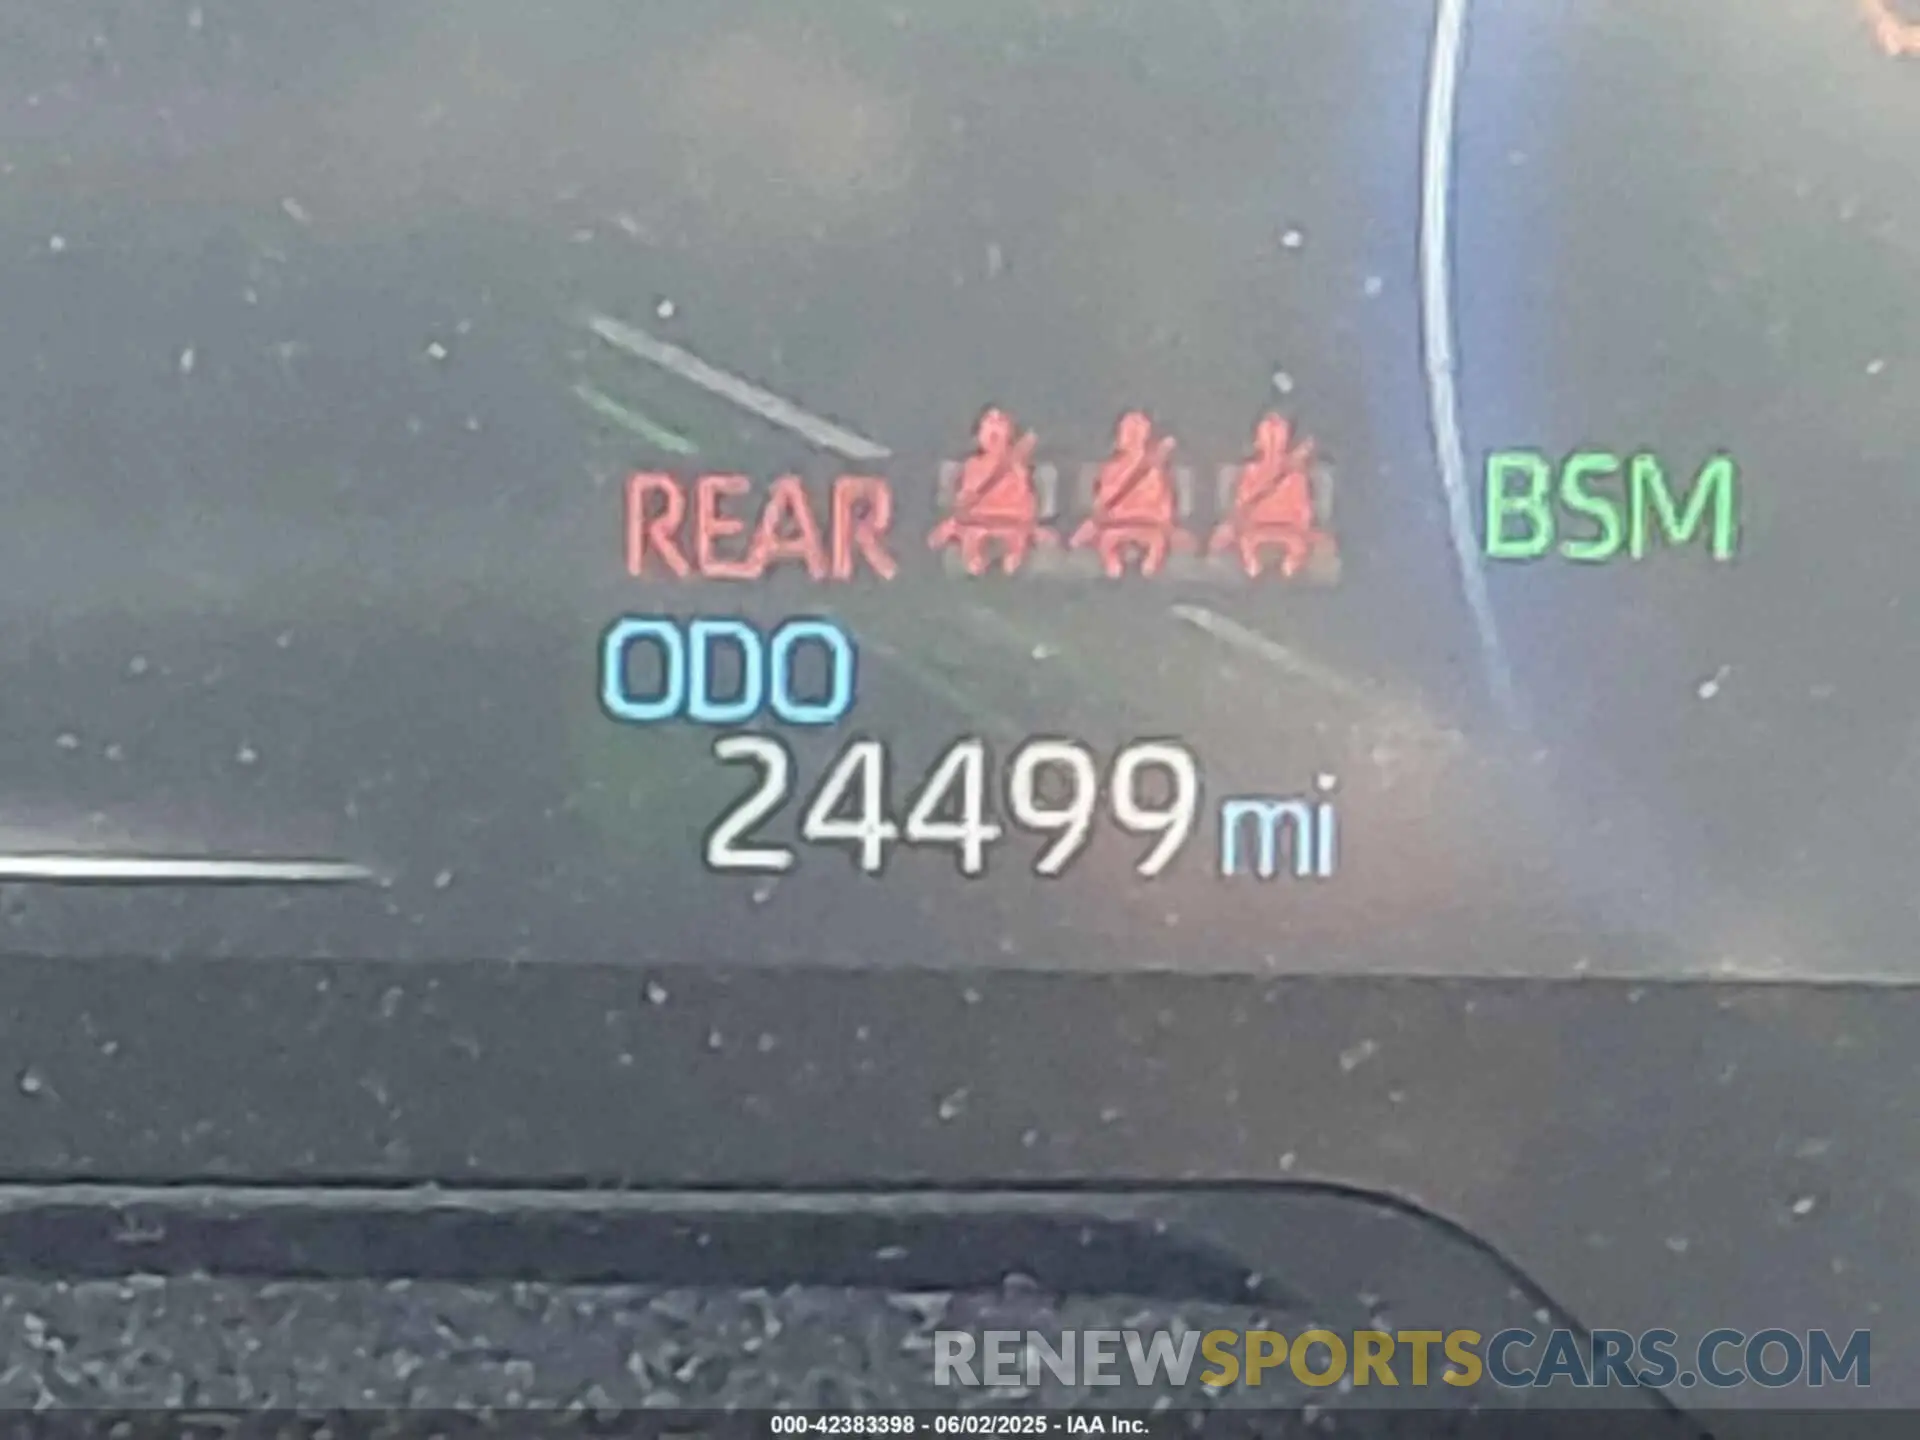 REAR
BSM
ODO
24499 mi
RENEWSPORTSCARS.COM
000-42383398 - 06/02/2025 - IAA Inc.